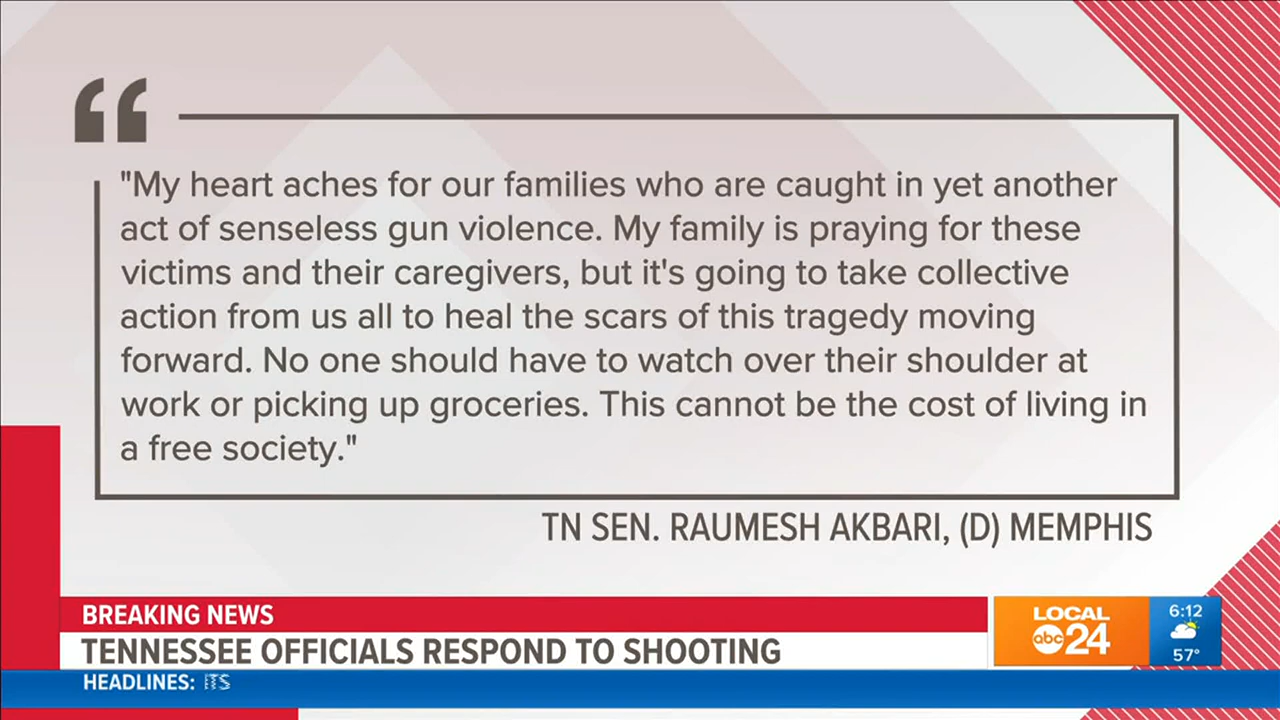 "My heart aches for our families who are caught in yet another
act of senseless gun violence. My family is praying for these
victims and their caregivers, but it's going to take collective
action from us all to heal the scars of this tragedy moving
forward. No one should have to watch over their shoulder at
work or picking up groceries. This cannot be the cost of living in
a free society."
TN SEN. RAUMESH AKBARI, (D) MEMPHIS
BREAKING NEWS
TENNESSEE OFFICIALS RESPOND TO SHOOTING
LOCAL
abc 24
6:12
57°
HEADLINES: